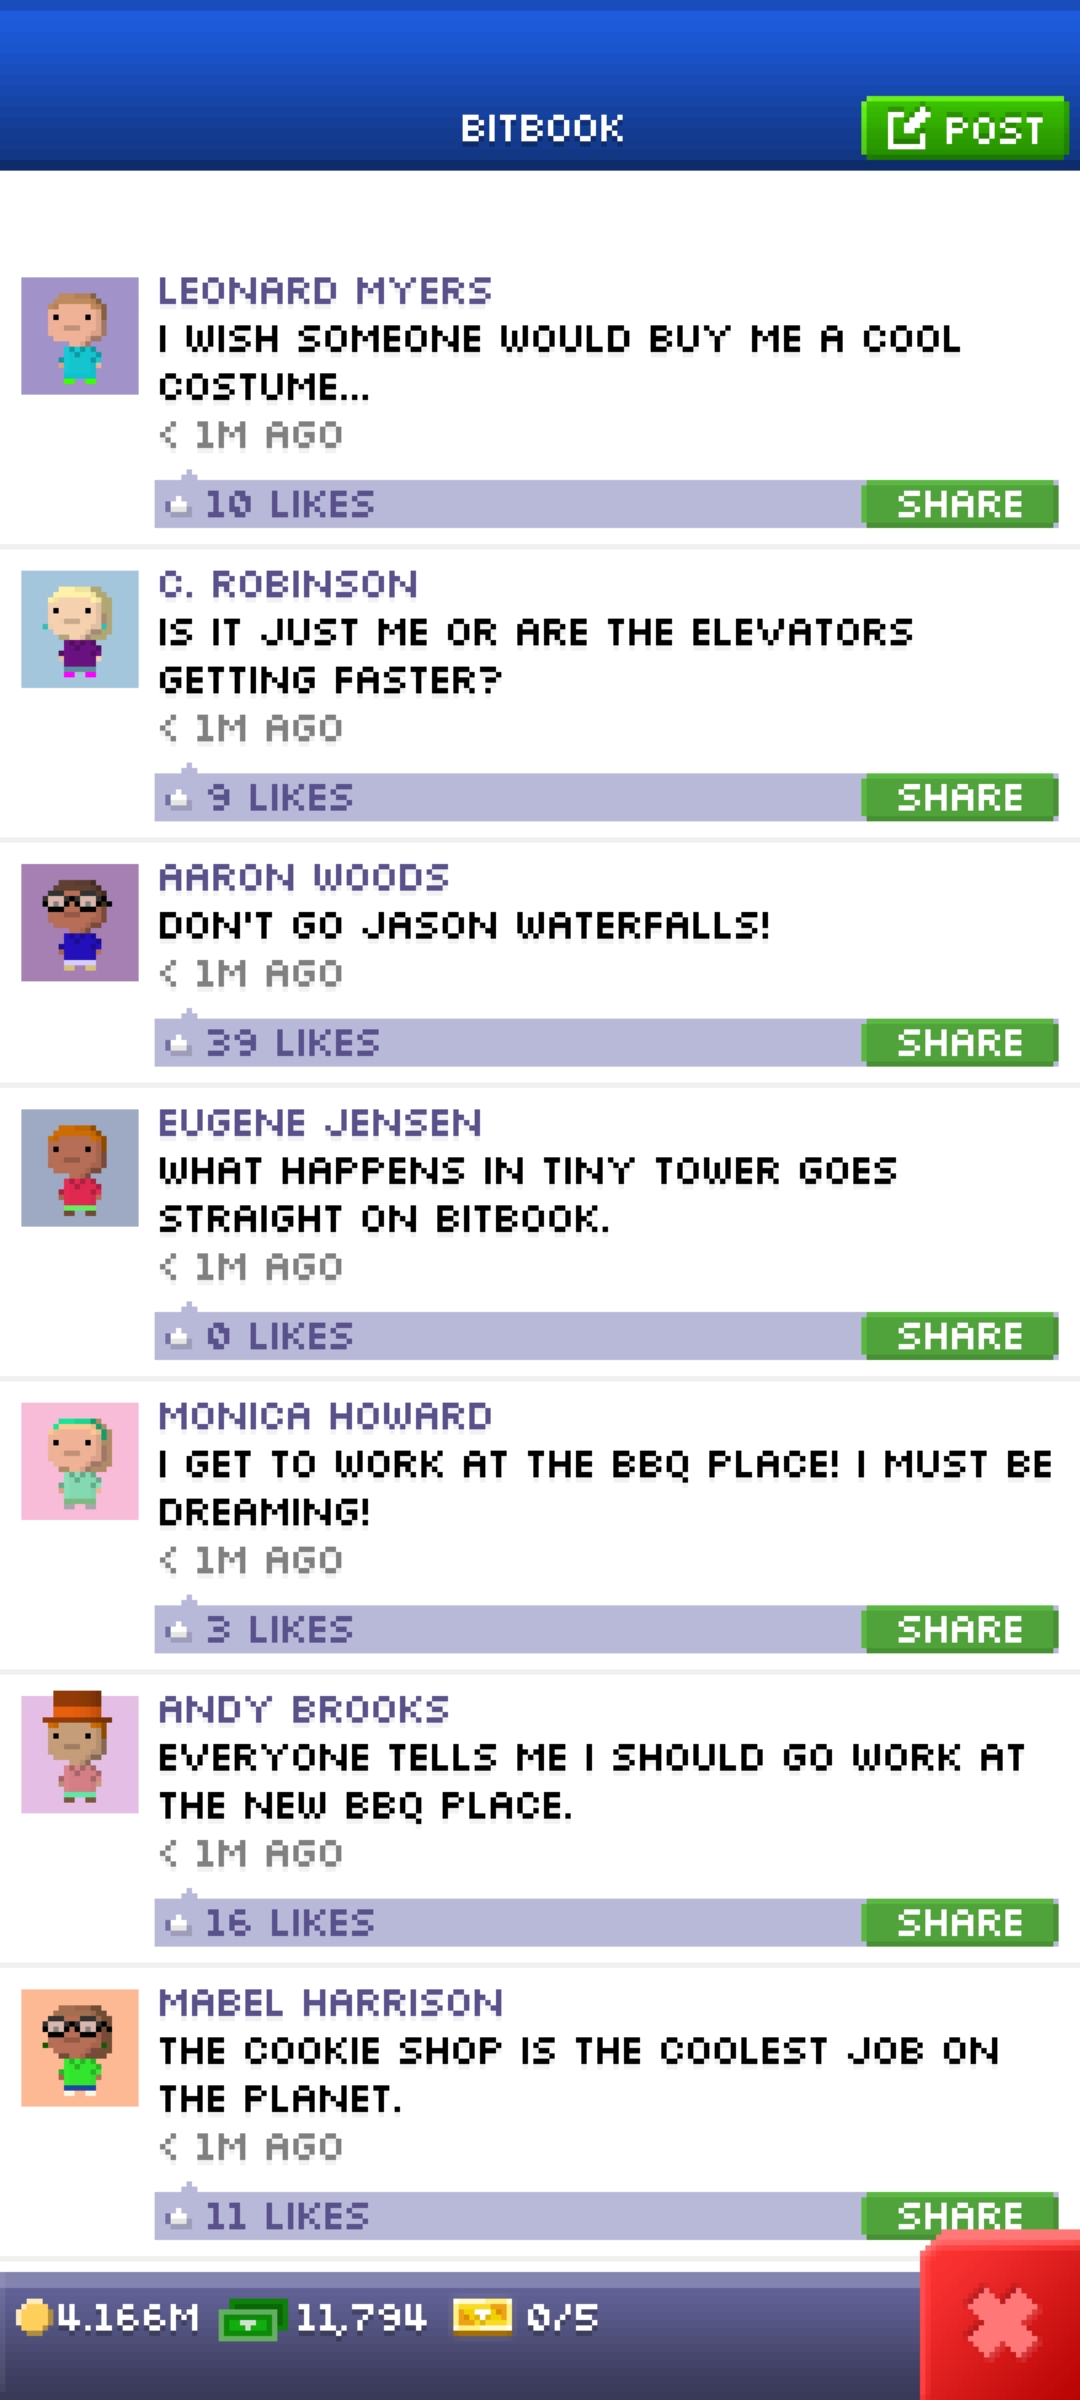 BITBOOK
POST
LEONARD MYERS
I WISH SOMEONE WOULD BUY ME A COOL
COSTUME...
< 1M AGO
10 LIKES
SHARE
C. ROBINSON
IS IT JUST ME OR ARE THE ELEVATORS
GETTING FASTER?
< 1M AGO
9 LIKES
SHARE
AARON WOODS
DON'T GO JASON WATERFALLS!
< 1M AGO
39 LIKES
SHARE
EUGENE JENSEN
WHAT HAPPENS IN TINY TOWER GOES
STRAIGHT ON BITBOOK.
< 1M AGO
0 LIKES
SHARE
MONICA HOWARD
I GET TO WORK AT THE BBQ PLACE! I MUST BE
DREAMING!
< 1M AGO
3 LIKES
SHARE
ANDY BROOKS
EVERYONE TELLS ME I SHOULD GO WORK AT
THE NEW BBQ PLACE.
< 1M AGO
16 LIKES
SHARE
MABEL HARRISON
THE COOKIE SHOP IS THE COOLEST JOB ON
THE PLANET.
< 1M AGO
11 LIKES
SHARE
4.166M 11,794 0/5